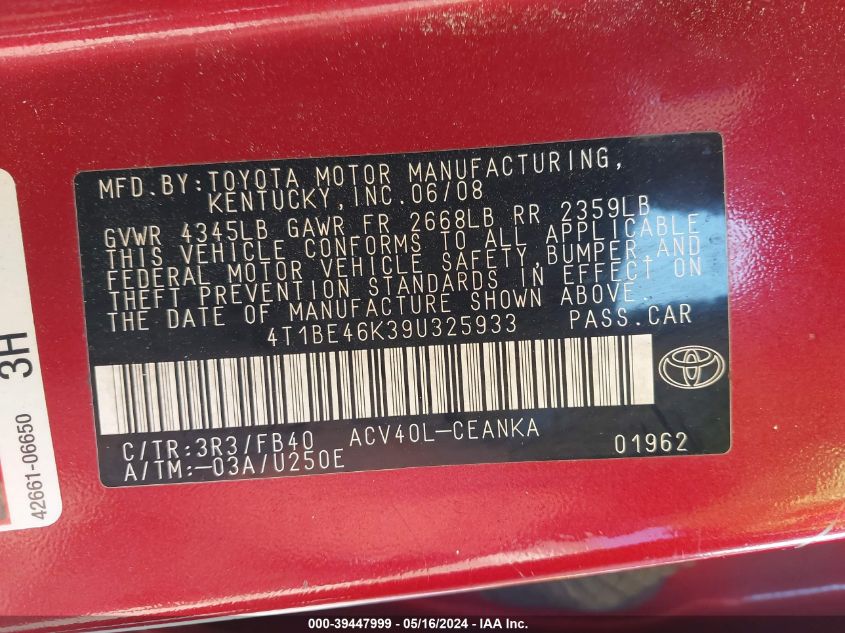 MFD. BY: TOYOTA MOTOR MANUFACTURING,
KENTUCKY, INC. 06/08
GVWR 4345LB GAWR FR 2668LB RR 2359LB
THIS VEHICLE CONFORMS TO ALL APPLICABLE
FEDERAL MOTOR VEHICLE SAFETY, BUMPER, AND
THEFT PREVENTION STANDARDS IN EFFECT ON
THE DATE OF MANUFACTURE SHOWN ABOVE.
4T1BE46K39U325933 PASS. CAR
C/TR: 3R3/FB40 ACV40L-CEANKA
A/TM: -03A/U250E 01962
3H
42661-06650
000-39447999 - 05/16/2024 - IAA Inc.